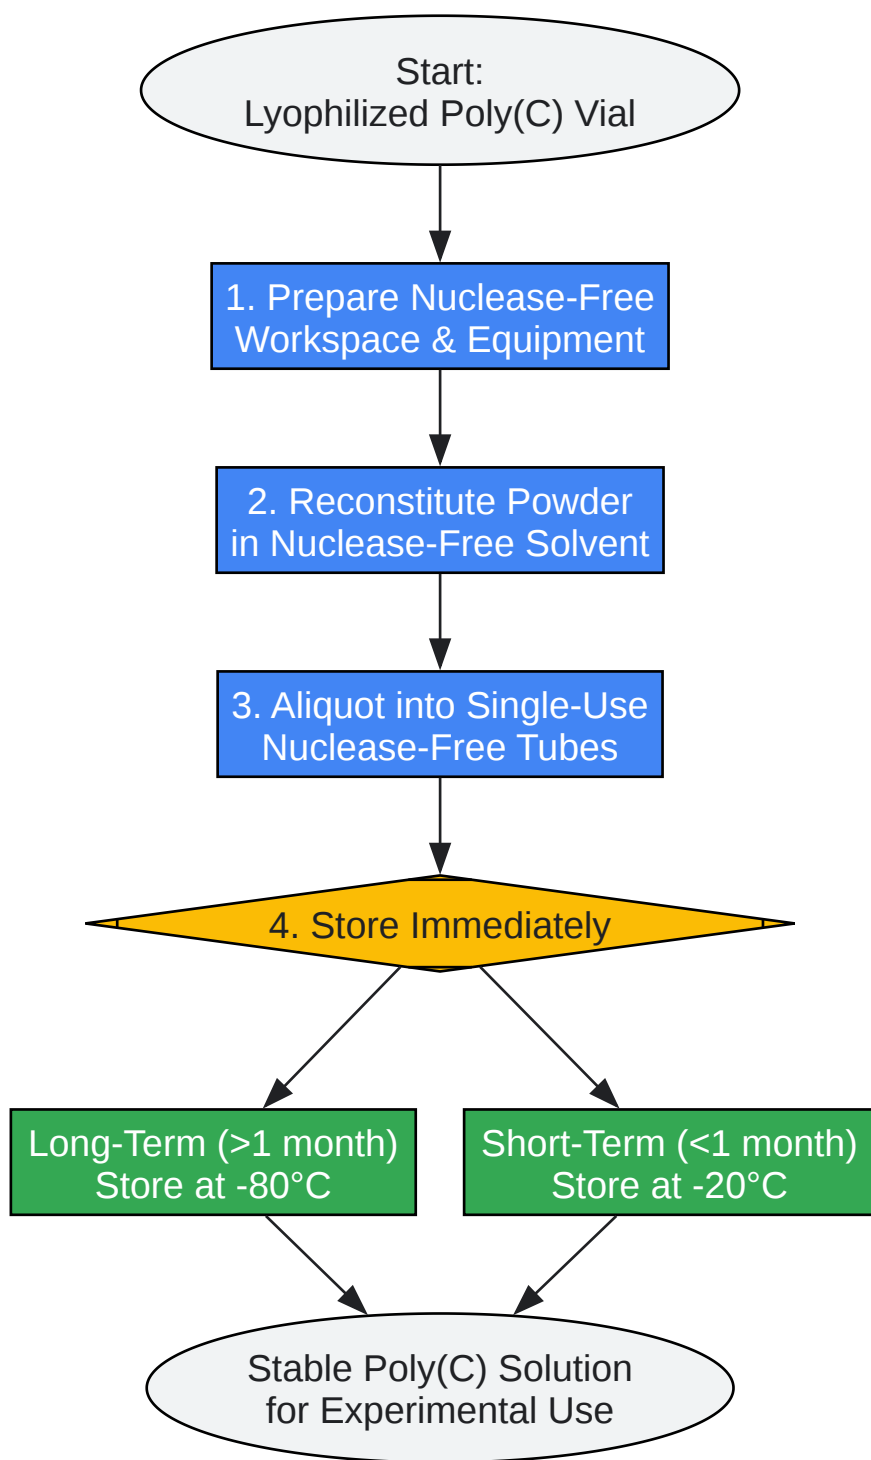 Start:
Lyophilized Poly(C) Vial
1. Prepare Nuclease-Free
Workspace & Equipment
2. Reconstitute Powder
in Nuclease-Free Solvent
3. Aliquot into Single-Use
Nuclease-Free Tubes
4. Store Immediately
Long-Term (>1 month)
Store at -80°C
Short-Term (<1 month)
Store at -20°C
Stable Poly(C) Solution
for Experimental Use